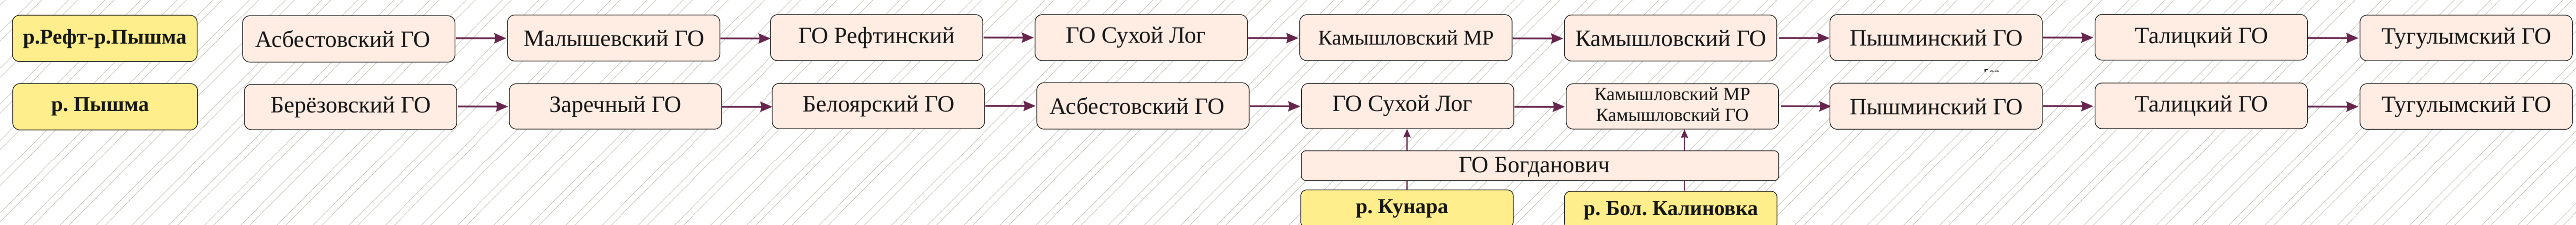 р.Рефт-р.Пышма
Асбестовский ГО
Малышевский ГО
ГО Рефтинский
ГО Сухой Лог
Камышловский МР
Камышловский ГО
Пышминский ГО
Талицкий ГО
Тугулымский ГО
р. Пышма
Берёзовский ГО
Заречный ГО
Белоярский ГО
Асбестовский ГО
ГО Сухой Лог
Камышловский МР
Камышловский ГО
Пышминский ГО
Талицкий ГО
Тугулымский ГО
ГО Богданович
р. Кунара
р. Бол. Калиновка